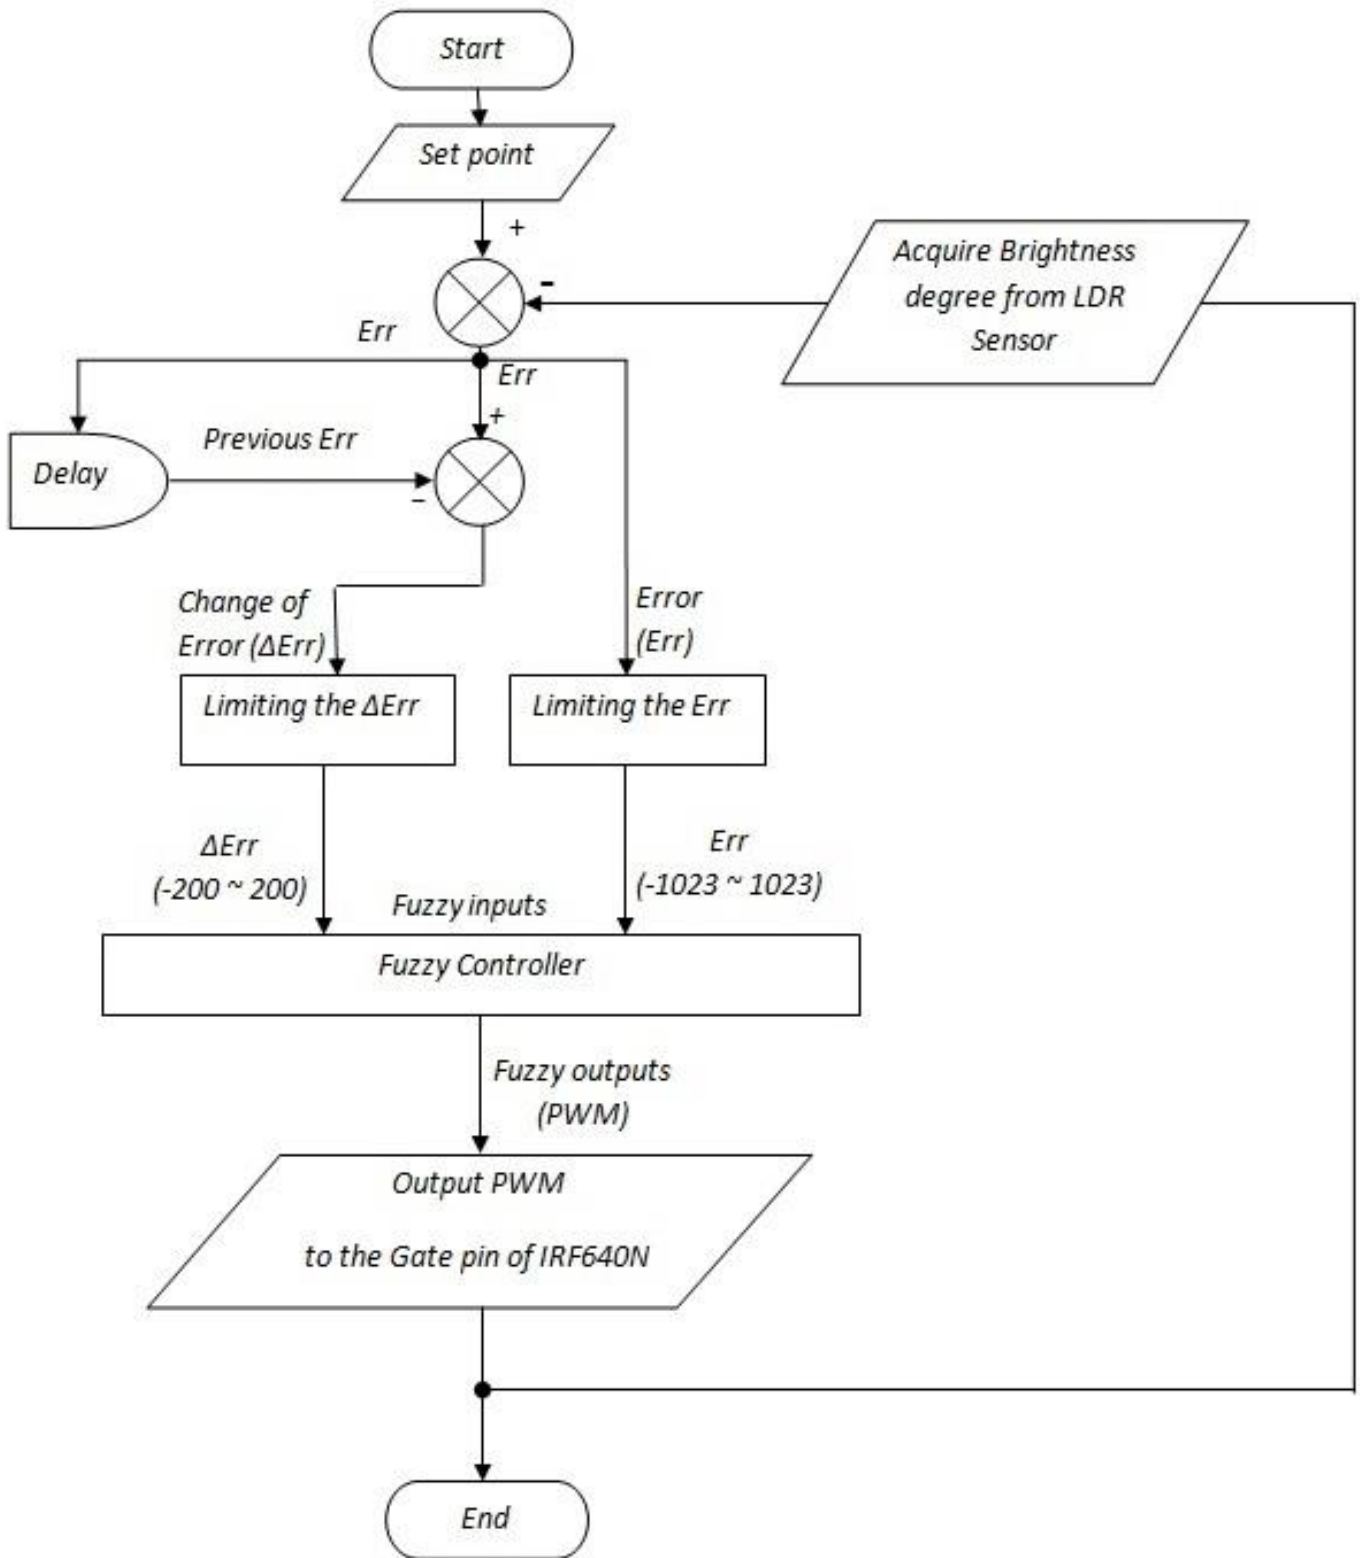 Start
Set point
+
-
Acquire Brightness
degree from LDR
Sensor
Err
Err
+
Previous Err
Delay
–
Change of
Error (ΔErr)
Error
(Err)
Limiting the ΔErr
Limiting the Err
ΔErr
(-200 ~ 200)
Err
(-1023 ~ 1023)
Fuzzy inputs
Fuzzy Controller
Fuzzy outputs
(PWM)
Output PWM
to the Gate pin of IRF640N
End